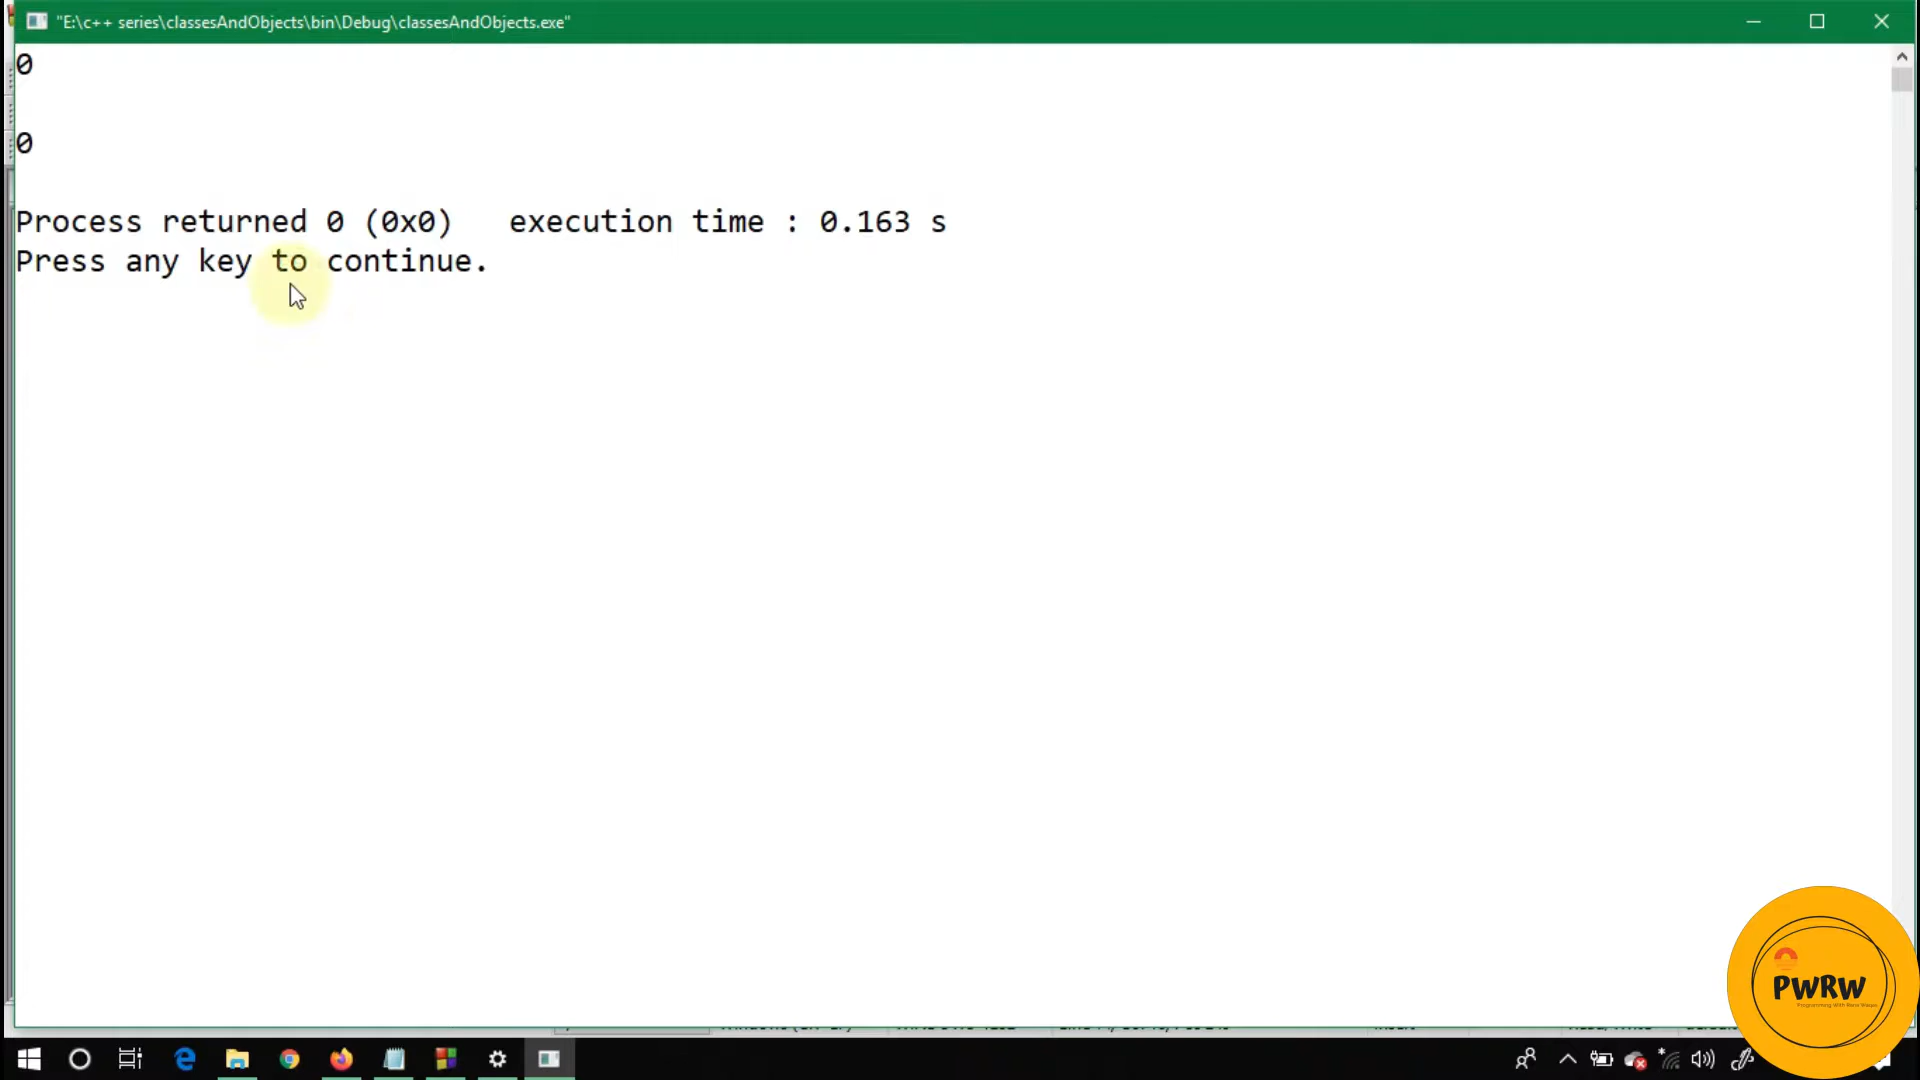 "E:\c++ series\classesAndObjects\bin\Debug\classesAndObjects.exe"
0
0
Process returned 0 (0x0)   execution time : 0.163 s
Press any key to continue.
PWRW